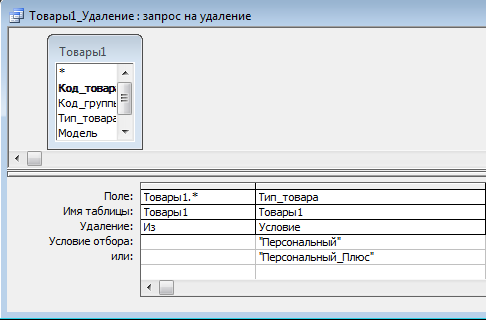 Товары1_Удаление : запрос на удаление
Товары1
*
Код_товара
Код_группы
Тип_товара
Модель
Поле: Товары1.* Тип_товара
Имя таблицы: Товары1 Товары1
Удаление: Из Условие
Условие отбора: "Персональный"
или: "Персональный_Плюс"